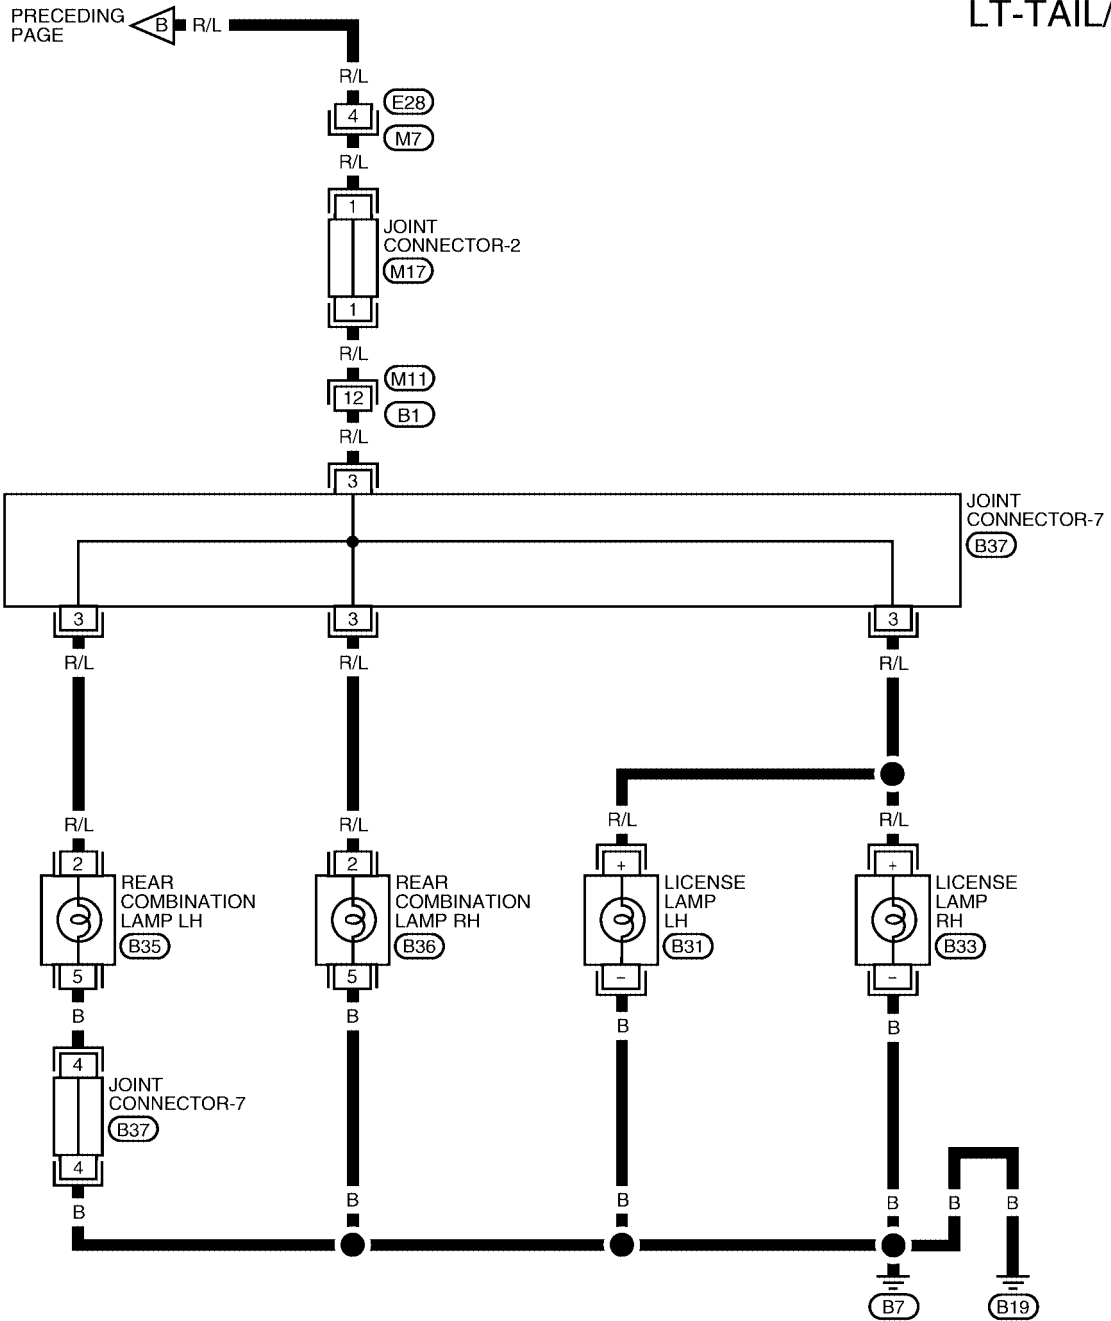 PRECEDING
PAGE
B
R/L
LT-TAIL/
R/L
4
E28
M7
R/L
1
JOINT
CONNECTOR-2
M17
1
R/L
M11
12
B1
R/L
3
JOINT
CONNECTOR-7
B37
3
3
3
R/L
R/L
R/L
R/L
R/L
R/L
R/L
2
2
+
+
REAR
COMBINATION
LAMP LH
B35
REAR
COMBINATION
LAMP RH
B36
LICENSE
LAMP
LH
B31
LICENSE
LAMP
RH
B33
5
5
−
−
B
B
B
B
4
JOINT
CONNECTOR-7
B37
4
B
B
B
B
B
B
B7
B19